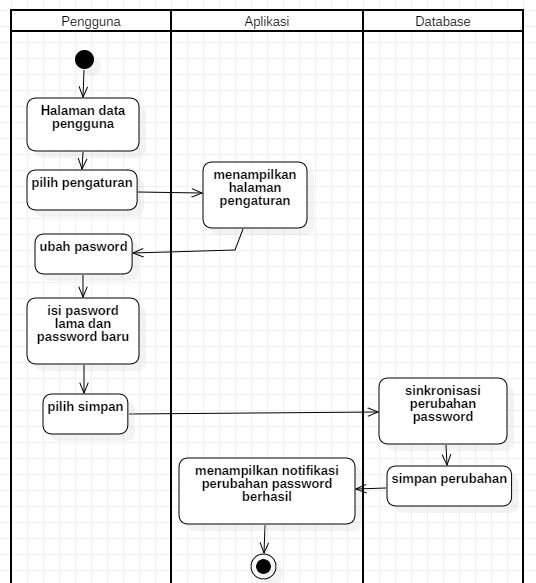 Pengguna
Aplikasi
Database
Halaman data
pengguna
pilih pengaturan
menampilkan
halaman
pengaturan
ubah pasword
isi pasword
lama dan
password baru
pilih simpan
sinkronisasi
perubahan
password
simpan perubahan
menampilkan notifikasi
perubahan password
berhasil